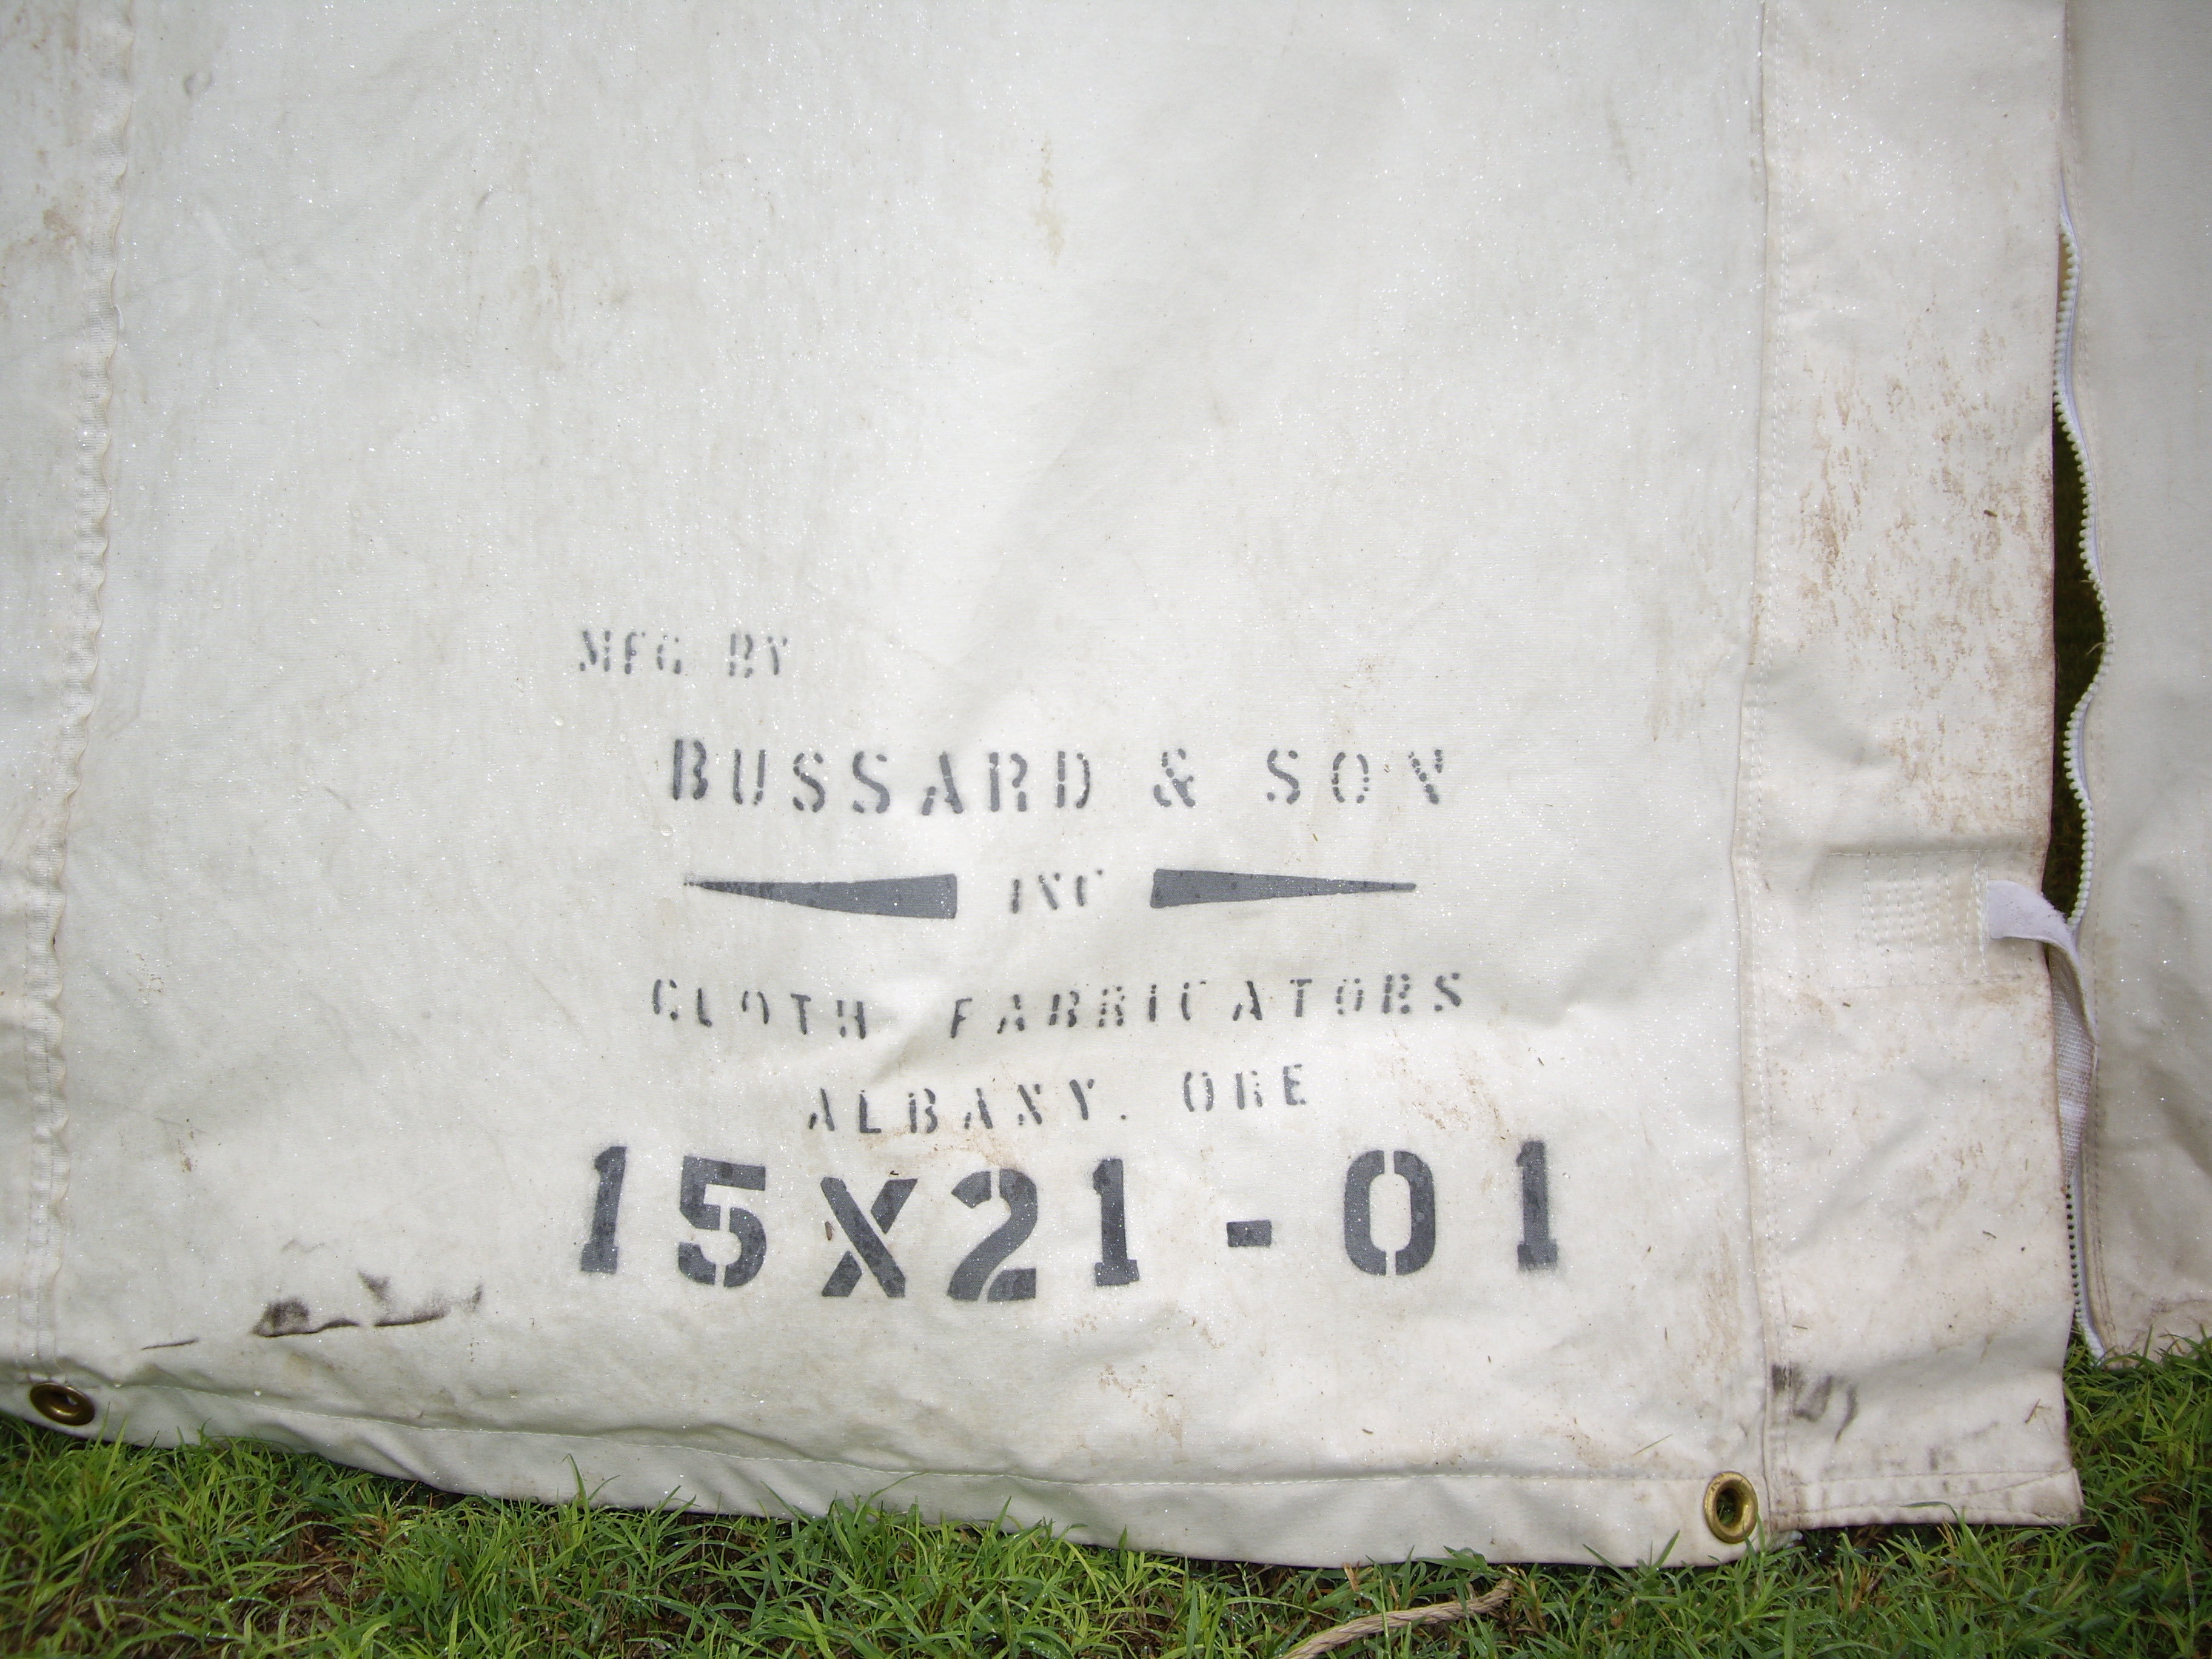 MFG BY
BUSSARD & SON
INC
CLOTH FABRICATORS
ALBANY. ORE
15X21-01